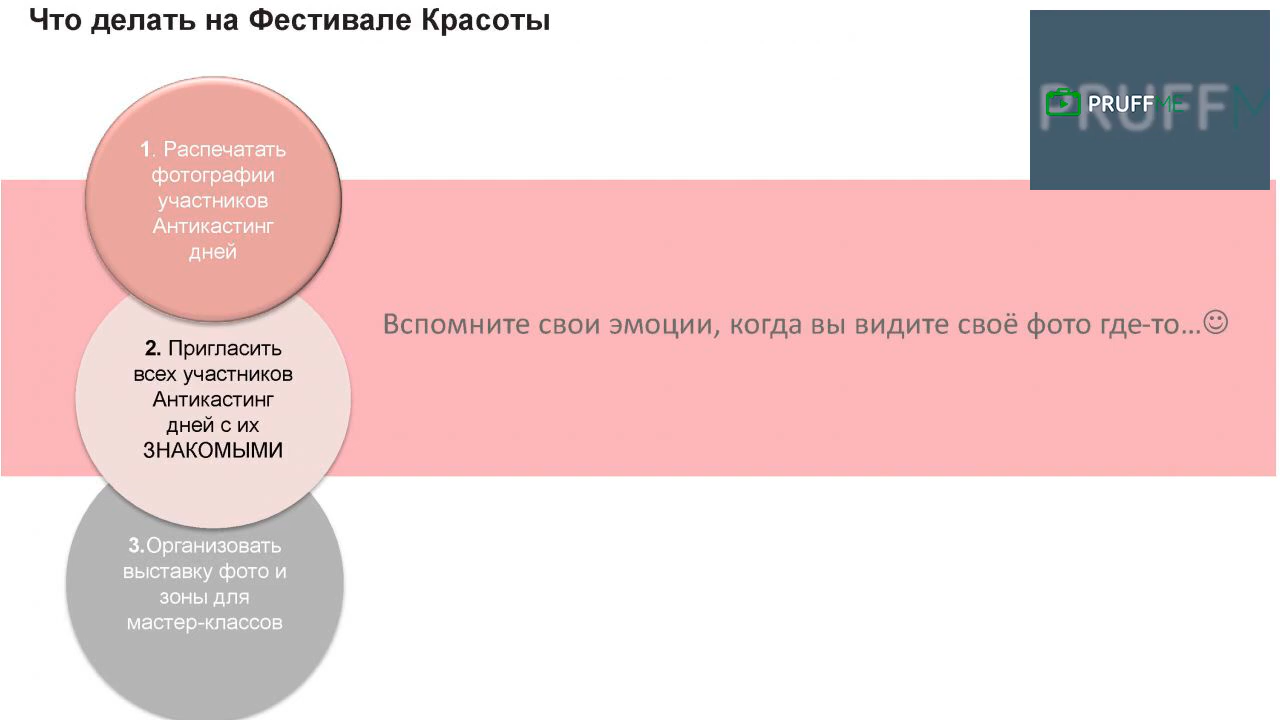 Что делать на Фестивале Красоты
PRUFFME
1. Распечатать
фотографии
участников
Антикастинг
дней
Вспомните свои эмоции, когда вы видите своё фото где-то...☺
2. Пригласить
всех участников
Антикастинг
дней с их
ЗНАКОМЫМИ
3.Организовать
выставку фото и
зоны для
мастер-классов